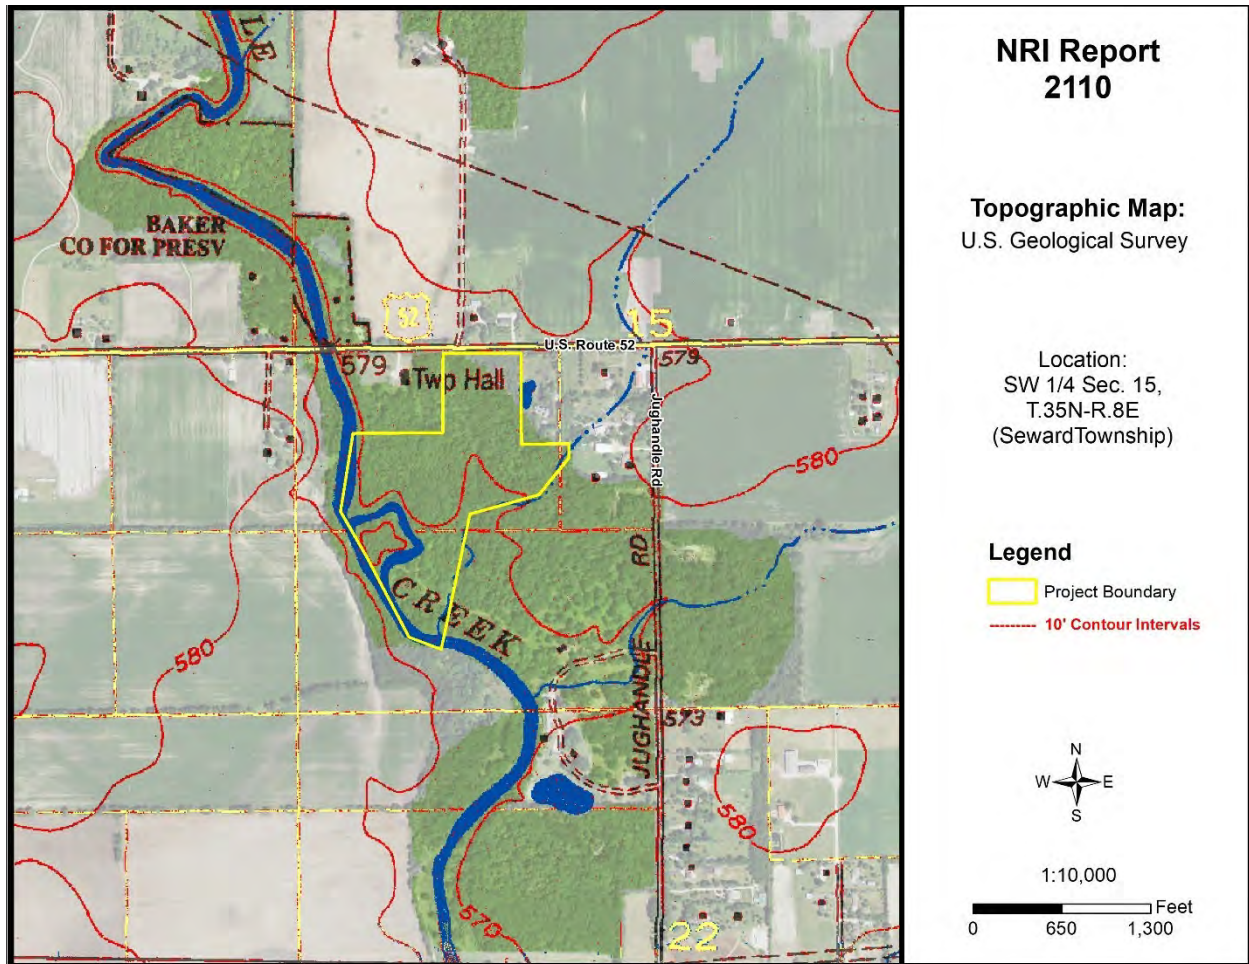 LE
BAKER
CO FOR PRESV
52
15
U.S. Route 52
579
Two Hall
579
Jughandle Rd
580
CREEK
RD
JUGHANDLE
580
573
580
570
22
NRI Report
2110
Topographic Map:
U.S. Geological Survey
Location:
SW 1/4 Sec. 15,
T.35N-R.8E
(SewardTownship)
Legend
Project Boundary
10' Contour Intervals
N
W
E
S
1:10,000
Feet
0
650
1,300